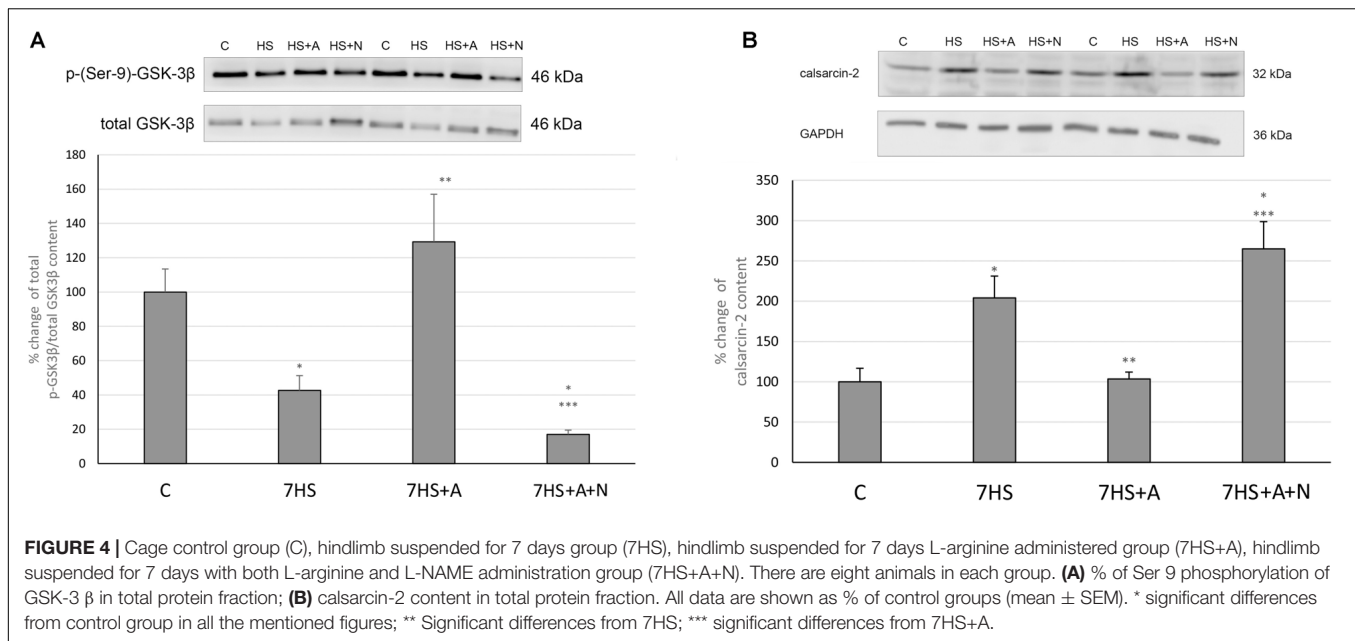 A
C HS HS+A HS+N C HS HS+A HS+N
p-(Ser-9)-GSK-3β 46 kDa
total GSK-3β 46 kDa
% change of total
p-GSK3β/total GSK3β content
180
160
140
120
100
80
60
40
20
0
*
**
*
***
C 7HS 7HS+A 7HS+A+N
B
C HS HS+A HS+N C HS HS+A HS+N
calsarcin-2 32 kDa
GAPDH 36 kDa
% change of
calsarcin-2 content
350
300
250
200
150
100
50
0
*
**
*
***
C 7HS 7HS+A 7HS+A+N
FIGURE 4 | Cage control group (C), hindlimb suspended for 7 days group (7HS), hindlimb suspended for 7 days L-arginine administered group (7HS+A), hindlimb
suspended for 7 days with both L-arginine and L-NAME administration group (7HS+A+N). There are eight animals in each group. (A) % of Ser 9 phosphorylation of
GSK-3 β in total protein fraction; (B) calsarcin-2 content in total protein fraction. All data are shown as % of control groups (mean ± SEM). * significant differences
from control group in all the mentioned figures; ** Significant differences from 7HS; *** significant differences from 7HS+A.